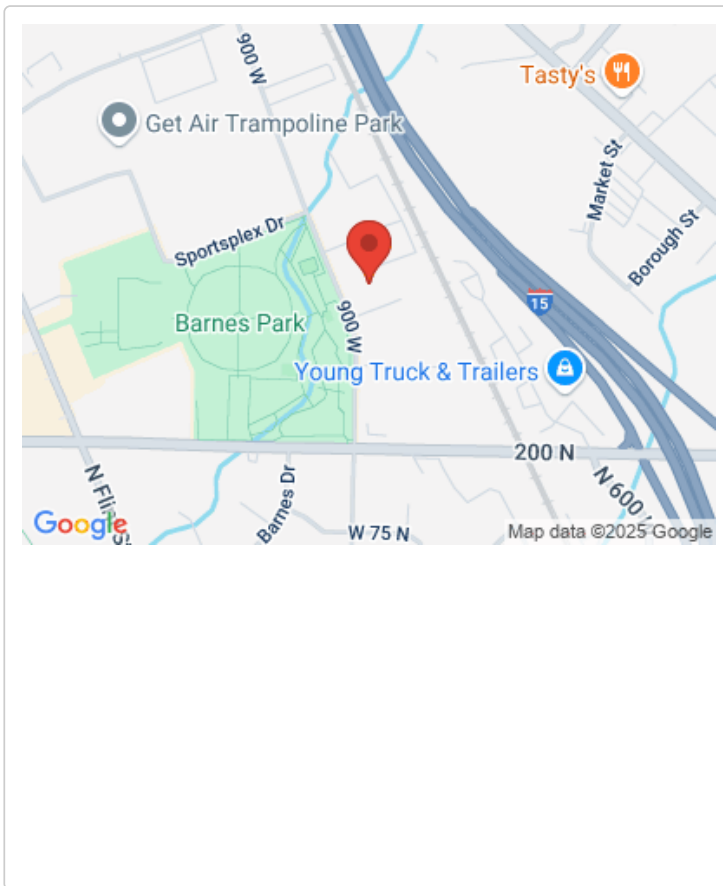 900 W
Tasty's
Get Air Trampoline Park
Market St
Sportsplex Dr
Borough St
15
900 W
Barnes Park
Young Truck & Trailers
200 N
N 600
Barnes Dr
W 75 N
Google
Map data ©2025 Google